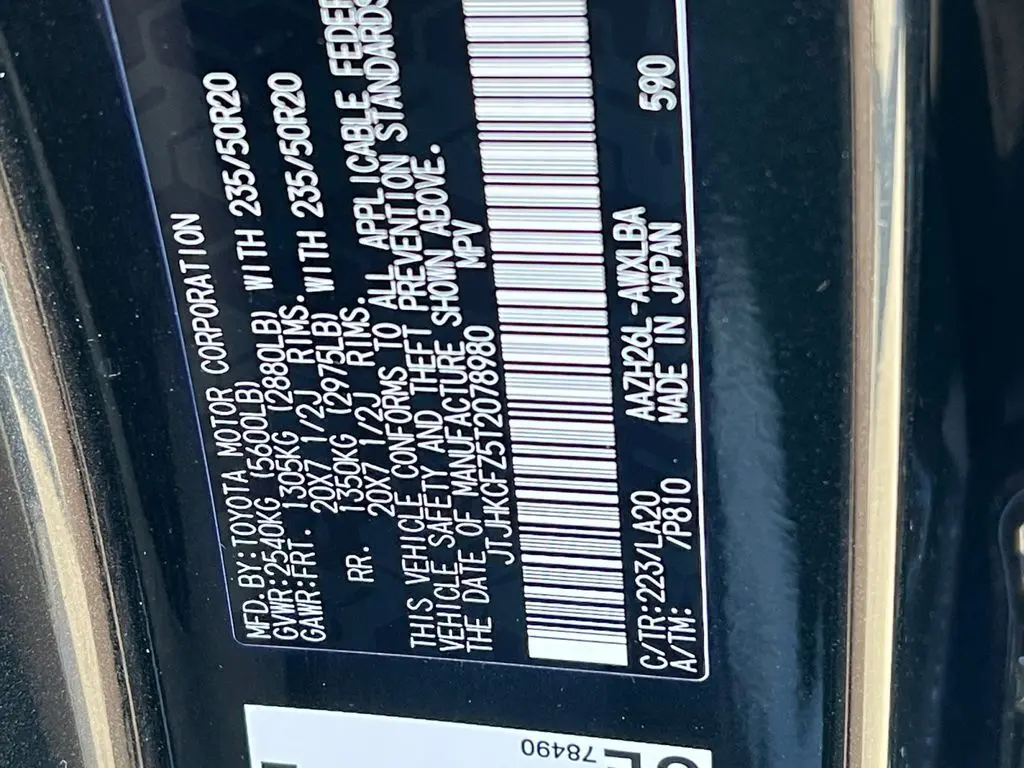 MFD.BY:TOYOTA MOTOR CORPORATION
GVWR:2540KG (5600LB)
GAWR:FRT. 1305KG (2880LB) WITH 235/50R20
20X7 1/2J RIMS.
RR. 1350KG (2975LB) WITH 235/50R20
20X7 1/2J RIMS.
THIS VEHICLE CONFORMS TO ALL APPLICABLE FEDER
VEHICLE SAFETY AND THEFT PREVENTION STANDARDS
THE DATE OF MANUFACTURE SHOWN ABOVE.
JTJHKCFZ5T2078980 MPV
C/TR:223/LA20 AAZH26L-AWXLBA 590
A/TM: /P810 MADE IN JAPAN
78490